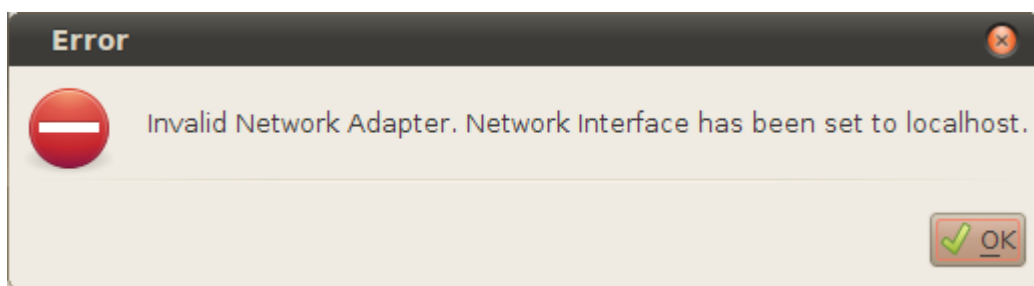 Error
Invalid Network Adapter. Network Interface has been set to localhost.
OK